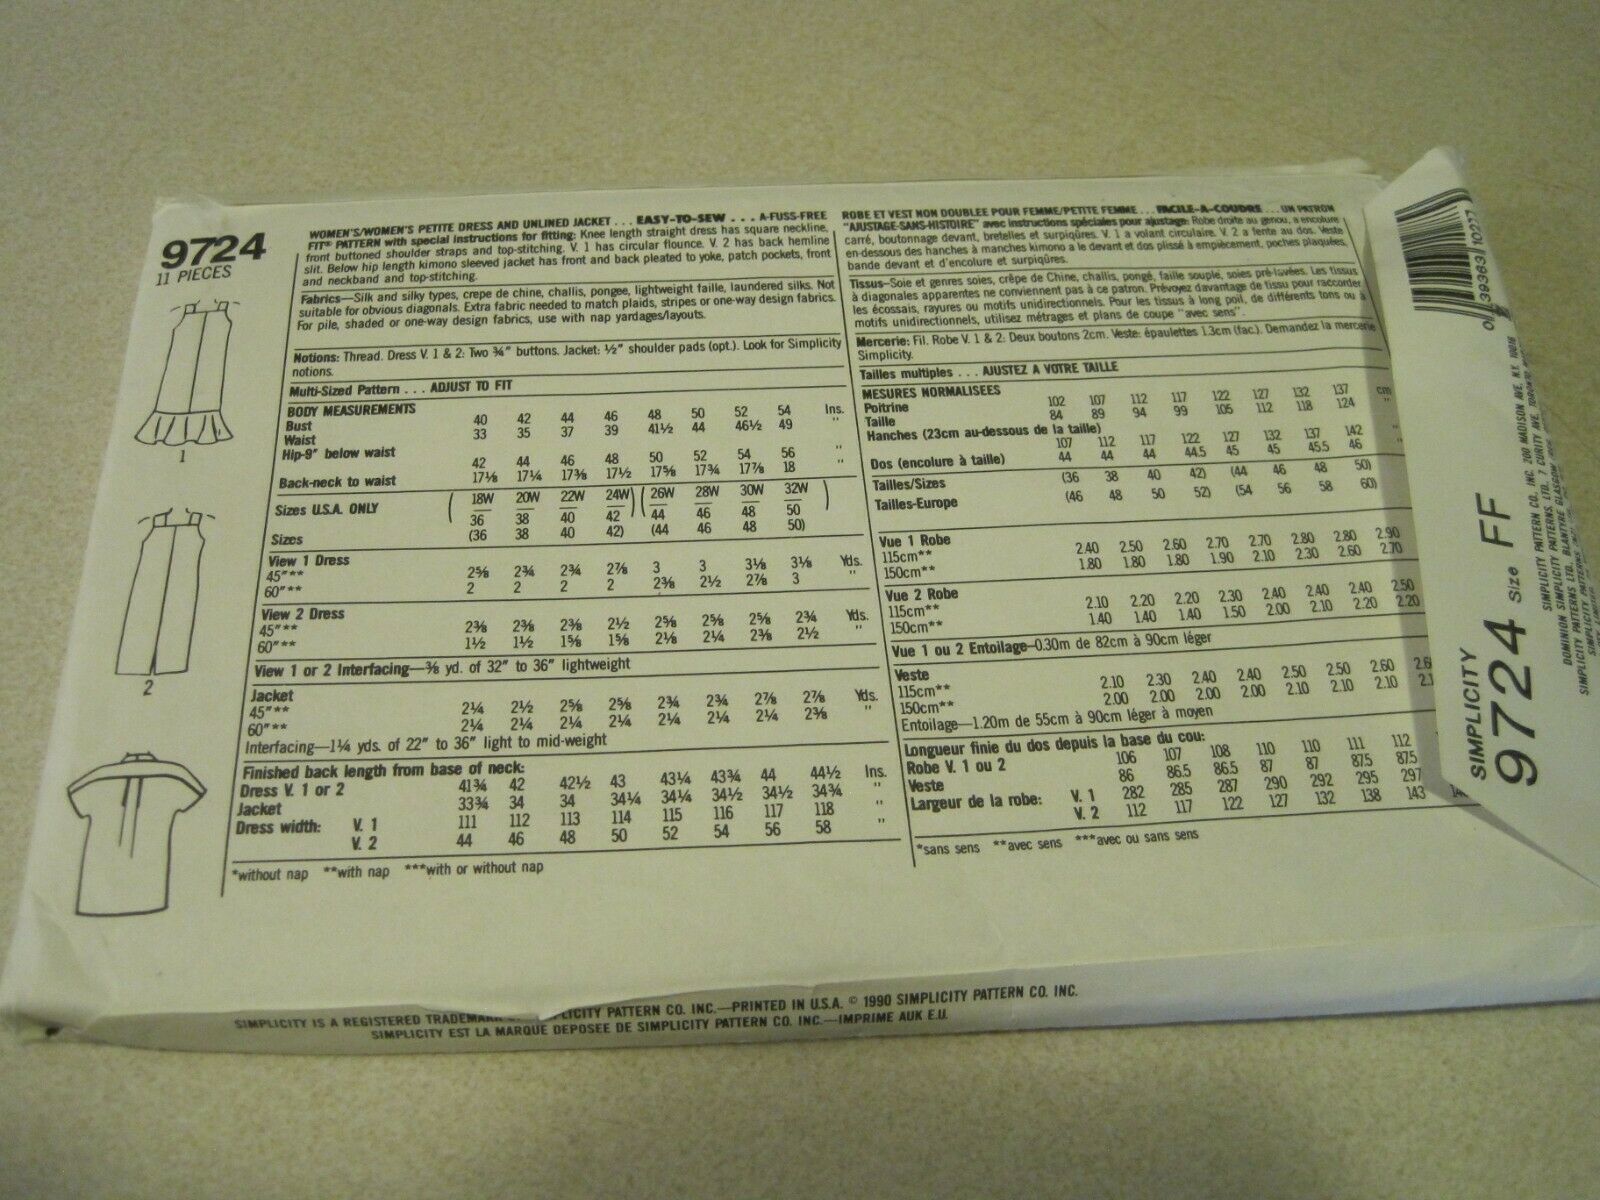 9724
11 PIECES
1
2
WOMEN'S/WOMEN'S PETITE DRESS AND UNLINED JACKET . . . EASY-TO-SEW . . . A-FUSS-FREE
FIT® PATTERN with special instructions for fitting: Knee length straight dress has square neckline,
front buttoned shoulder straps and top-stitching. V. 1 has circular flounce. V. 2 has back hemline
slit. Below hip length kimono sleeved jacket has front and back pleated to yoke, patch pockets, front
and neckband and top-stitching.
Fabrics—Silk and silky types, crepe de chine, challis, pongee, lightweight faille, laundered silks. Not
suitable for obvious diagonals. Extra fabric needed to match plaids, stripes or one-way design fabrics.
For pile, shaded or one-way design fabrics, use with nap yardages/layouts.
Notions: Thread. Dress V. 1 & 2: Two ¾" buttons. Jacket: ½" shoulder pads (opt.). Look for Simplicity
notions.
Multi-Sized Pattern . . . ADJUST TO FIT
BODY MEASUREMENTS
Bust 40 42 44 46 48 50 52 54 Ins.
Waist 33 35 37 39 41½ 44 46½ 49 "
Hip-9" below waist 42 44 46 48 50 52 54 56 "
Back-neck to waist 17⅛ 17¼ 17⅜ 17½ 17⅝ 17¾ 17⅞ 18 "
Sizes U.S.A. ONLY ( 18W 20W 22W 24W) (26W 28W 30W 32W )
36 38 40 42 44 46 48 50
Sizes (36 38 40 42) (44 46 48 50)
View 1 Dress
45"** 2⅝ 2¾ 2¾ 2⅞ 3 3 3⅛ 3⅛ Yds.
60"** 2 2 2 2 2⅜ 2½ 2⅞ 3 "
View 2 Dress
45"** 2⅜ 2⅜ 2⅜ 2½ 2⅝ 2⅝ 2⅝ 2¾ Yds.
60"** 1½ 1½ 1⅝ 1⅝ 2⅛ 2¼ 2⅜ 2½ "
View 1 or 2 Interfacing—⅜ yd. of 32" to 36" lightweight
Jacket
45"** 2¼ 2½ 2⅝ 2⅝ 2¾ 2¾ 2⅞ 2⅞ Yds.
60"** 2¼ 2¼ 2¼ 2¼ 2¼ 2¼ 2¼ 2⅜ "
Interfacing—1¼ yds. of 22" to 36" light to mid-weight
Finished back length from base of neck:
Dress V. 1 or 2 41¾ 42 42½ 43 43¼ 43¾ 44 44½ Ins.
Jacket 33¾ 34 34 34¼ 34¼ 34½ 34½ 34¾ "
Dress width: V. 1 111 112 113 114 115 116 117 118 "
V. 2 44 46 48 50 52 54 56 58 "
*without nap **with nap ***with or without nap
ROBE ET VEST NON DOUBLEE POUR FEMME/PETITE FEMME... FACILE-A-COUDRE... UN PATRON
"AJUSTAGE-SANS-HISTOIRE" avec instructions spéciales pour ajustage: Robe droite au genou, a encolure
carré, boutonnage devant, bretelles et surpiqûres. V. 1 a volant circulaire. V. 2 a fente au dos. Veste
en-dessous des hanches à manches kimono a le devant et dos plissé à empiècement, poches plaquées,
bande devant et d'encolure et surpiqûres.
Tissus—Soie et genres soies, crêpe de Chine, challis, pongé, faille souple, soies pré-lavées. Les tissus
à diagonales apparentes ne conviennent pas à ce patron. Prévoyez davantage de tissu pour raccorder
les écossais, rayures ou motifs unidirectionnels. Pour les tissus à long poil, de différents tons ou à
motifs unidirectionnels, utilisez métrages et plans de coupe "avec sens".
Mercerie: Fil. Robe V. 1 & 2: Deux boutons 2cm. Veste: épaulettes 1.3cm (fac.). Demandez la mercerie
Simplicity.
Tailles multiples . . . AJUSTEZ A VOTRE TAILLE
MESURES NORMALISEES
Poitrine 102 107 112 117 122 127 132 137 cm
Taille 84 89 94 99 105 112 118 124 "
Hanches (23cm au-dessous de la taille)
107 112 117 122 127 132 137 142 "
Dos (encolure à taille) 44 44 44 44.5 45 45 45.5 46 "
Tailles/Sizes (36 38 40 42) (44 46 48 50)
Tailles-Europe (46 48 50 52) (54 56 58 60)
Vue 1 Robe
115cm** 2.40 2.50 2.60 2.70 2.70 2.80 2.80 2.90
150cm** 1.80 1.80 1.80 1.90 2.10 2.30 2.60 2.70
Vue 2 Robe
115cm** 2.10 2.20 2.20 2.30 2.40 2.40 2.40 2.50
150cm** 1.40 1.40 1.40 1.50 2.00 2.10 2.20 2.20
Vue 1 ou 2 Entoilage—0.30m de 82cm à 90cm léger
Veste
115cm** 2.10 2.30 2.40 2.40 2.50 2.50 2.60
150cm** 2.00 2.00 2.00 2.00 2.10 2.10 2.10
Entoilage—1.20m de 55cm à 90cm léger à moyen
Longueur finie du dos depuis la base du cou:
Robe V. 1 ou 2 106 107 108 110 110 111 112
Veste 86 86.5 86.5 87 87 87.5 87.5
Largeur de la robe: V. 1 282 285 287 290 292 295 297
V. 2 112 117 122 127 132 138 143
*sans sens **avec sens ***avec ou sans sens
SIMPLICITY
9724 Size FF
SIMPLICITY PATTERN CO. INC. 200 MADISON AVE. N.Y. 10016
DOMINION SIMPLICITY PATTERNS LTD. 7 CURITY AVE. TORONTO
SIMPLICITY PATTERNS LTD. BLANTYRE GLASGOW
SIMPLICITY PATTERNS
0 39363 10227
SIMPLICITY IS A REGISTERED TRADEMARK PATTERN CO. INC.—PRINTED IN U.S.A. © 1990 SIMPLICITY PATTERN CO. INC.
SIMPLICITY EST LA MARQUE DEPOSEE DE SIMPLICITY PATTERN CO. INC.—IMPRIME AUX E.U.